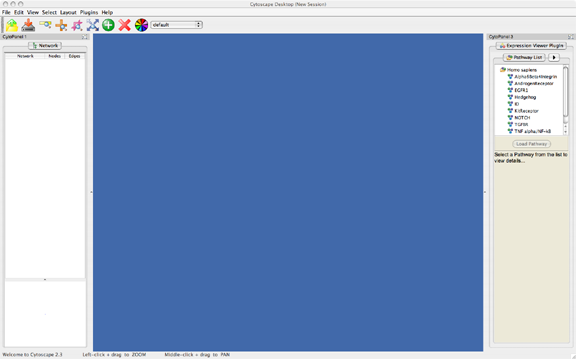 Cytoscape Desktop (New Session)
File Edit View Select Layout Plugins Help
default
CytoPanel 1
CytoPanel 3
Network
Network Nodes Edges
Expression Viewer Plugin
Pathway List
Homo sapiens
Alpha6Beta4Integrin
AndrogenReceptor
EGFR1
Hedgehog
ID
KitReceptor
NOTCH
TGFBR
TNF alpha/NF-kB
Load Pathway
Select a Pathway from the list to
view details...
Welcome to Cytoscape 2.3 Left-click + drag to ZOOM Middle-click + drag to PAN